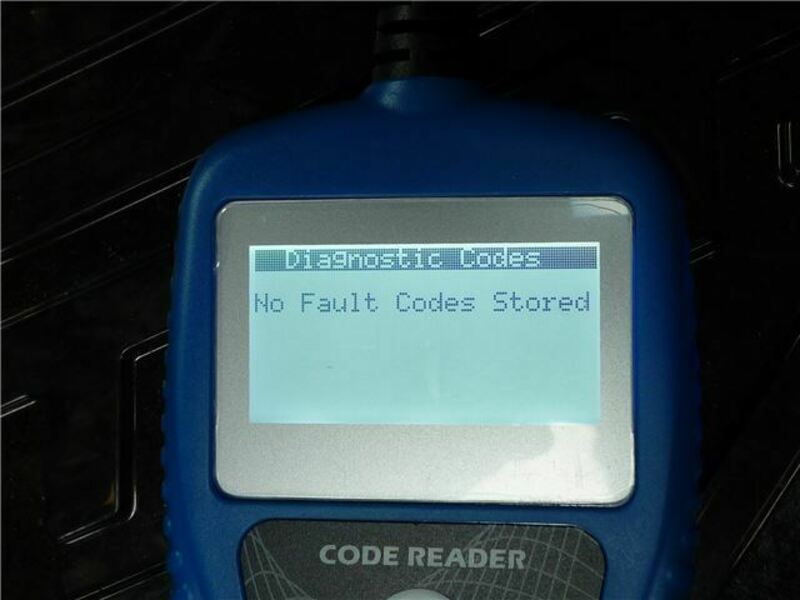 Diagnostic Codes
No Fault Codes Stored
CODE READER